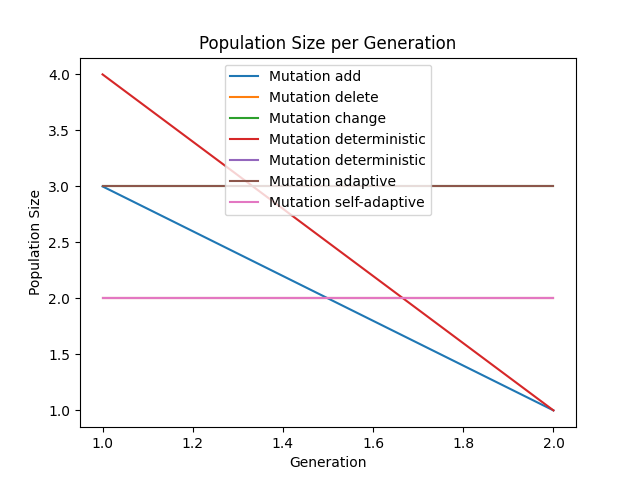 Population Size per Generation
Mutation add
Mutation delete
Mutation change
Mutation deterministic
Mutation deterministic
Mutation adaptive
Mutation self-adaptive
4.0
3.5
3.0
2.5
2.0
1.5
1.0
Population Size
1.0 1.2 1.4 1.6 1.8 2.0
Generation